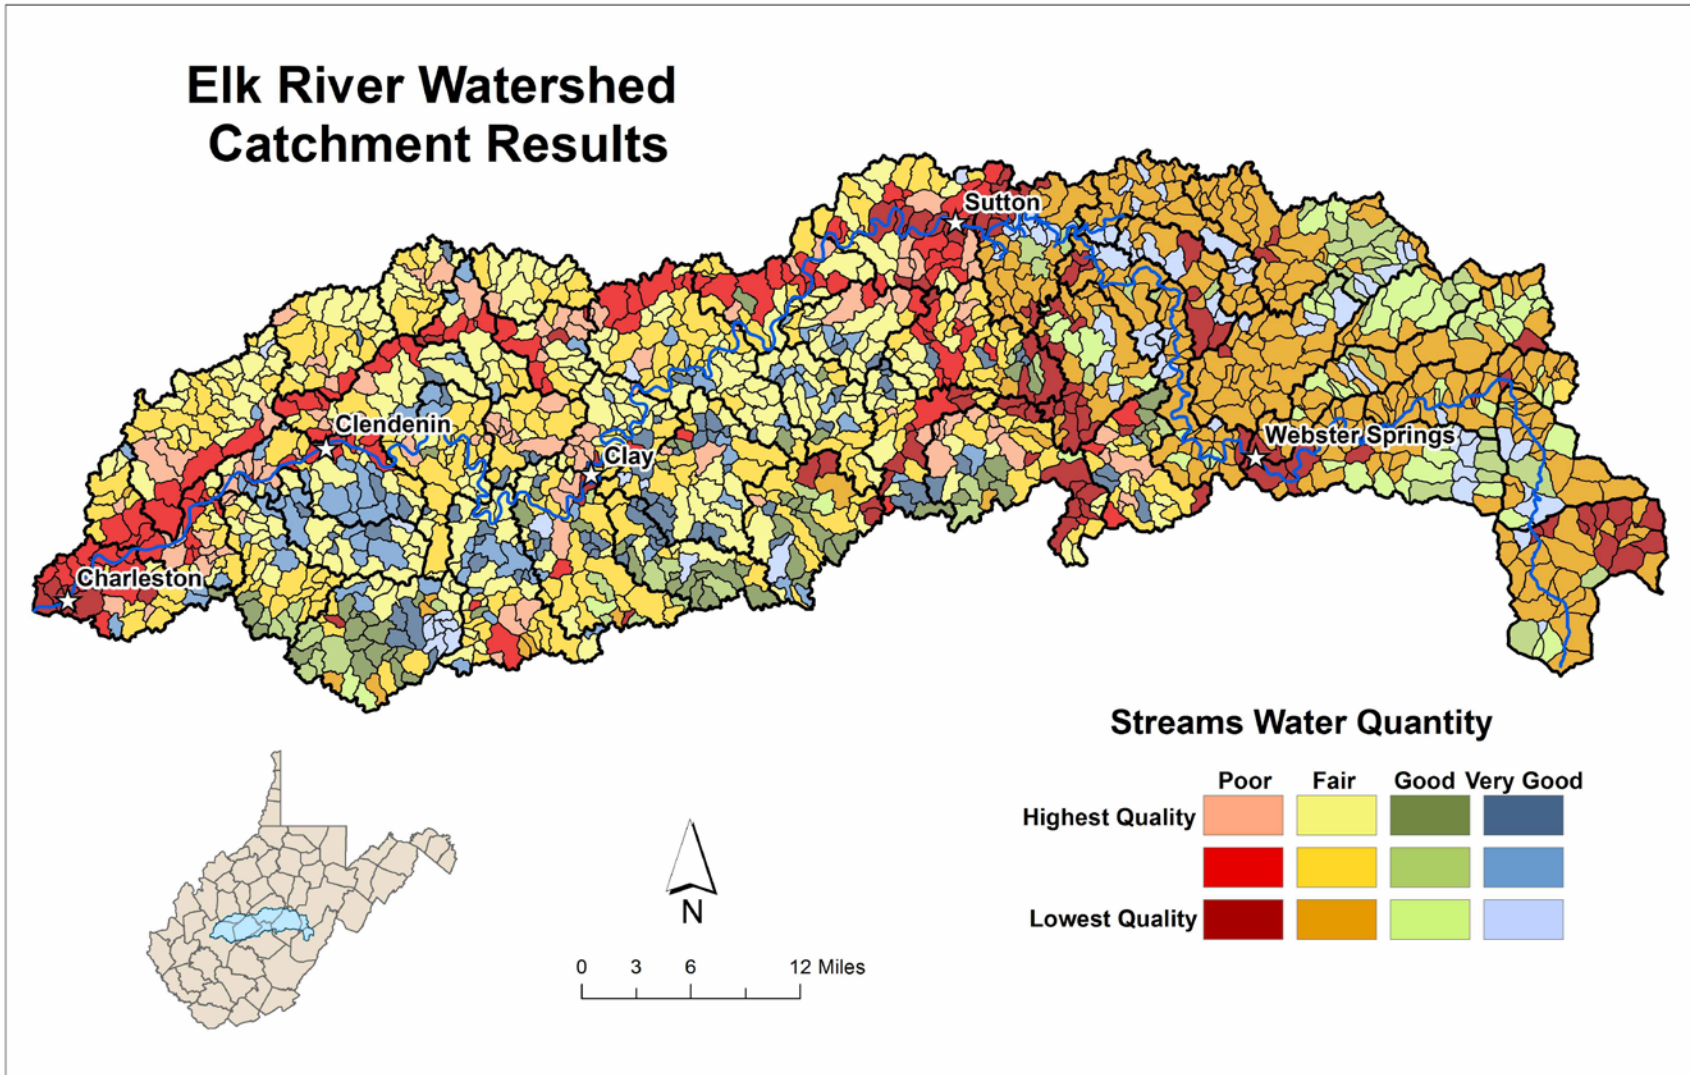 Elk River Watershed
Catchment Results
Sutton
Clendenin
Clay
Webster Springs
Charleston
Streams Water Quantity
Poor Fair Good Very Good
Highest Quality
Lowest Quality
N
0 3 6 12 Miles